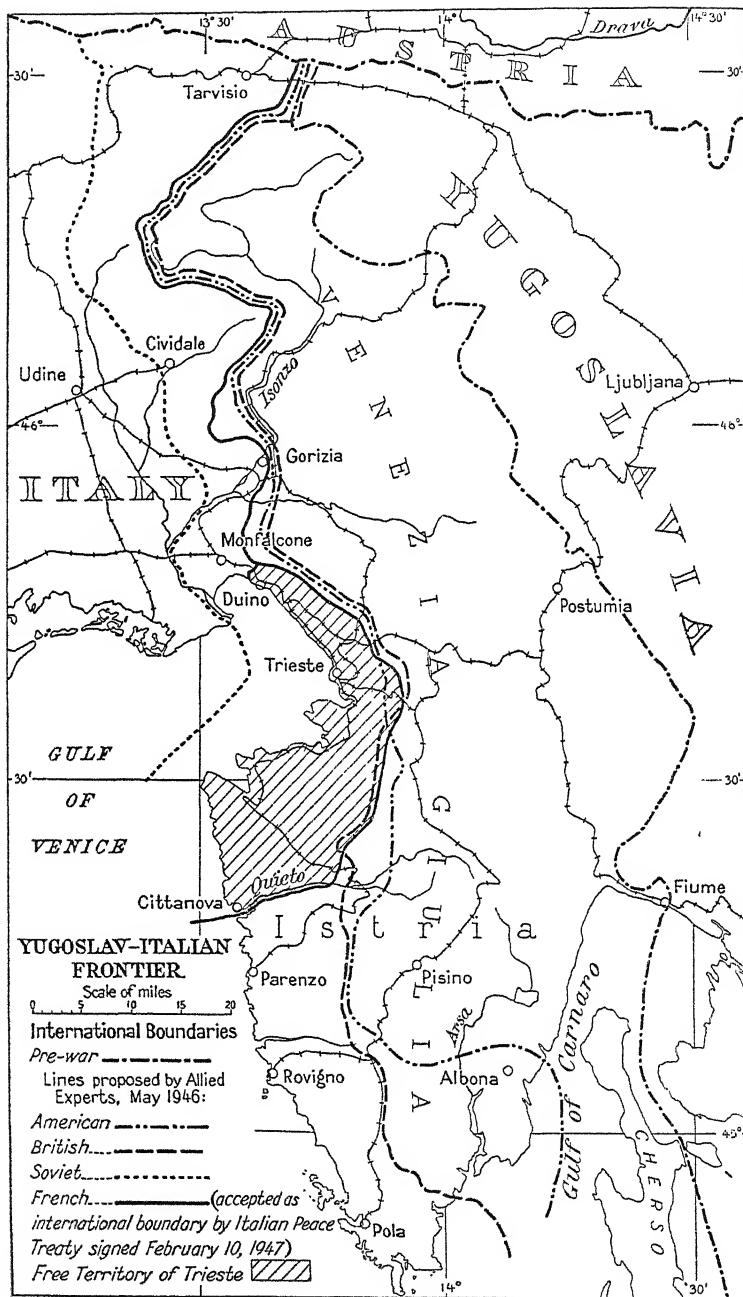 13°30'
14°
14°30'
AUSTRIA
Drava
30'
30'
Tarvisio
YUGOSLAVIA
VENEZIA GIULIA
Cividale
Udine
Isonzo
Ljubljana
46°
46°
ITALY
Gorizia
Monfalcone
Duino
Postumia
Trieste
GULF
OF
VENICE
30'
30'
Quieto
Cittanova
Fiume
Istria
YUGOSLAV–ITALIAN
FRONTIER
Scale of miles
0 5 10 15 20
Parenzo
Pisino
Arsa
Gulf of Carnaro
International Boundaries
Pre-war
Lines proposed by Allied
Experts, May 1946:
Rovigno
Albona
American
British
Soviet
French (accepted as
international boundary by Italian Peace
Treaty signed February 10, 1947)
Free Territory of Trieste
45°
CHERSO
Pola
14°
30'